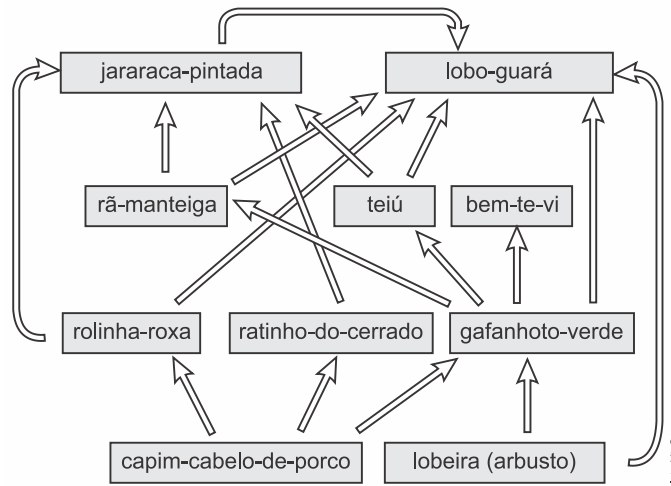 jararaca-pintada
lobo-guará
rã-manteiga
teiú
bem-te-vi
rolinha-roxa
ratinho-do-cerrado
gafanhoto-verde
capim-cabelo-de-porco
lobeira (arbusto)